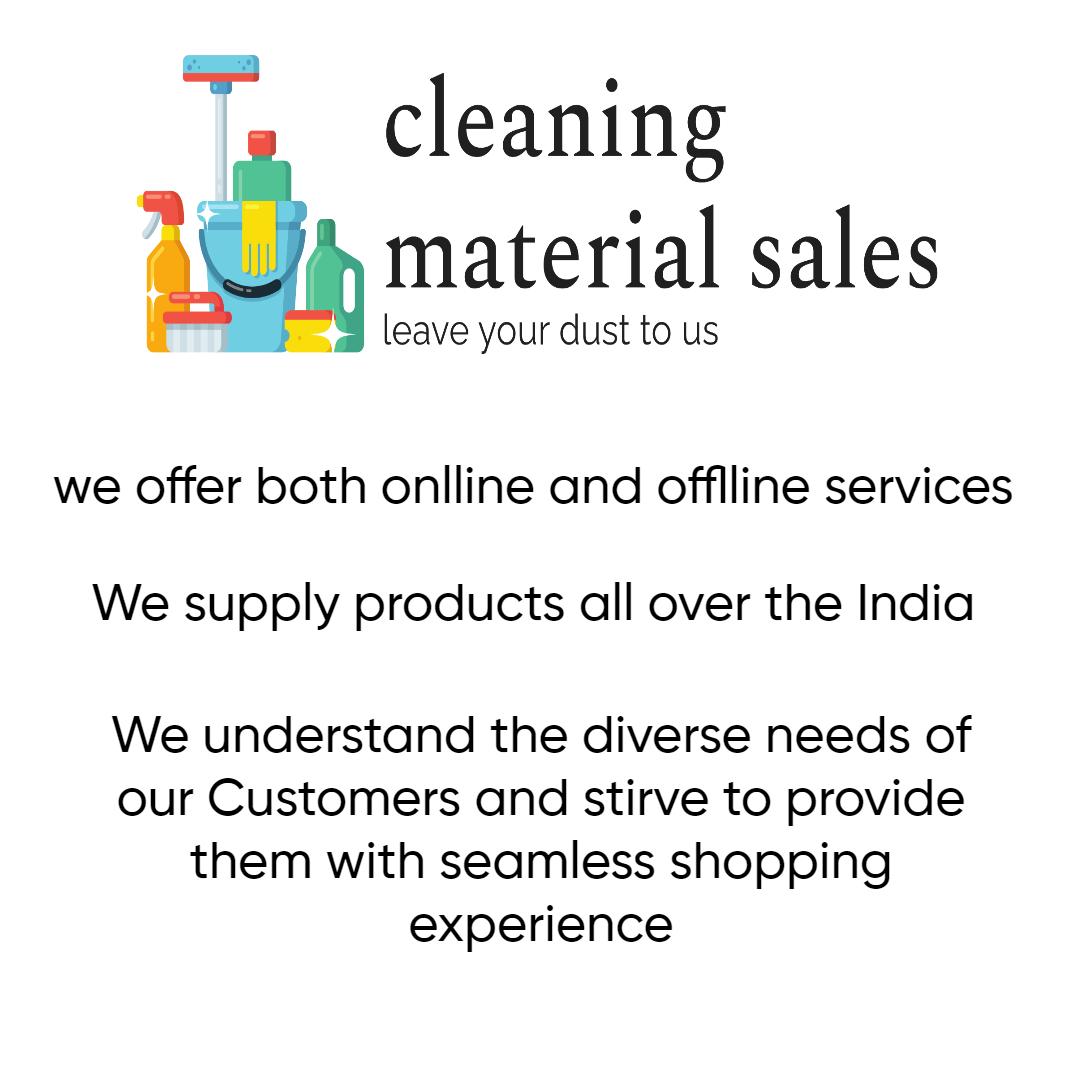 cleaning
material sales
leave your dust to us
we offer both onlline and offlline services
We supply products all over the India
We understand the diverse needs of
our Customers and stirve to provide
them with seamless shopping
experience